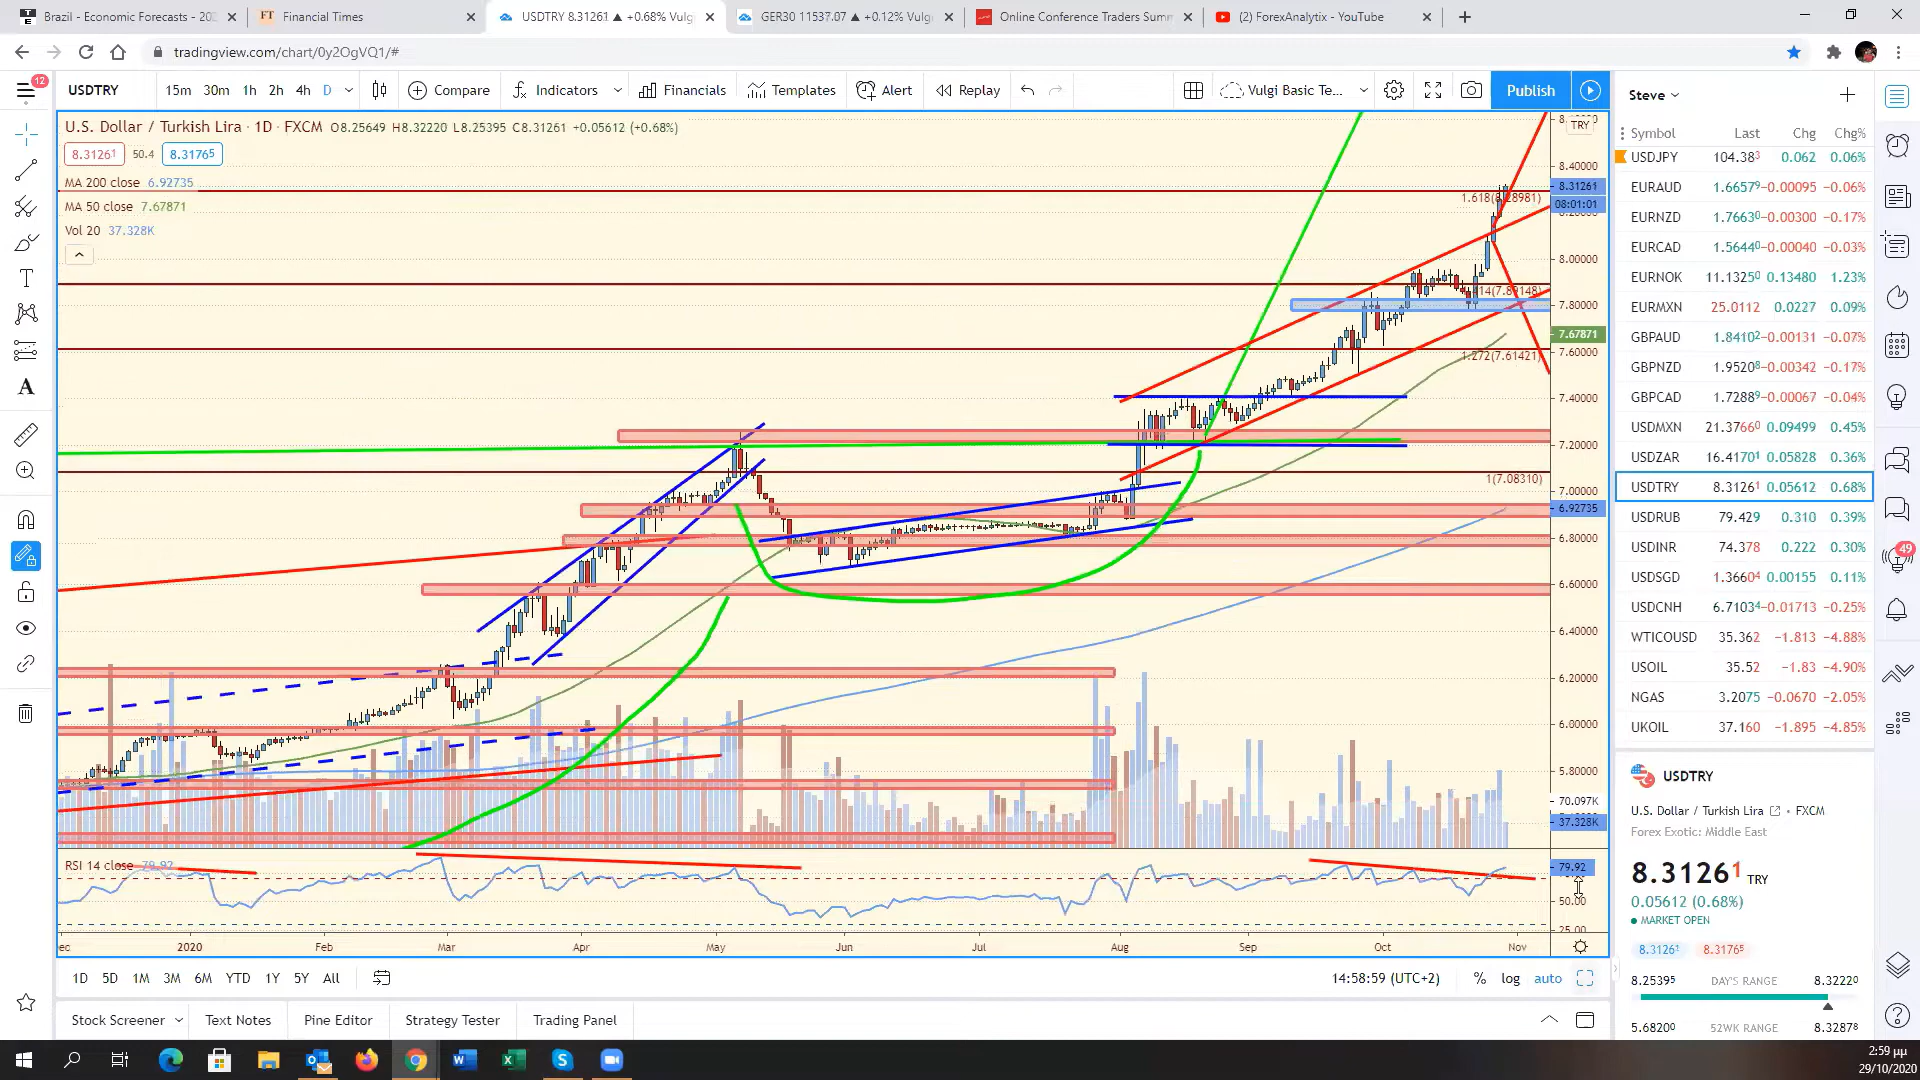 Brazil - Economic Forecasts - 202
Financial Times
USDTRY 8.31261 ▲ +0.68% Vulg
GER30 11537.07 ▲ +0.12% Vulg
Online Conference Traders Summ
(2) ForexAnalytix - YouTube
tradingview.com/chart/0y2OgVQ1/#
12
USDTRY
15m 30m 1h 2h 4h D
Compare
Indicators
Financials
Templates
Alert
Replay
Vulgi Basic Te...
Publish
U.S. Dollar / Turkish Lira · 1D · FXCM O8.25649 H8.32220 L8.25395 C8.31261 +0.05612 (+0.68%)
8.31261 50.4 8.31765
MA 200 close 6.92735
MA 50 close 7.67871
Vol 20 37.328K
TRY
8.40000
8.31261
08:01:01
8.00000
7.80000
7.67871
7.60000
7.40000
7.20000
7.00000
6.92735
6.80000
6.60000
6.40000
6.20000
6.00000
5.80000
70.097K
37.328K
1.272(7.61421)
1(7.08310)
RSI 14 close 79.92
79.92
50.00
25.00
2020 Feb Mar Apr May Jun Jul Aug Sep Oct Nov
1D 5D 1M 3M 6M YTD 1Y 5Y All
14:58:59 (UTC+2) % log auto
Stock Screener Text Notes Pine Editor Strategy Tester Trading Panel
Steve
Symbol Last Chg Chg%
USDJPY 104.383 0.062 0.06%
EURAUD 1.66579 −0.00095 −0.06%
EURNZD 1.76630 −0.00300 −0.17%
EURCAD 1.56440 −0.00040 −0.03%
EURNOK 11.13250 0.13480 1.23%
EURMXN 25.0112 0.0227 0.09%
GBPAUD 1.84102 −0.00131 −0.07%
GBPNZD 1.95208 −0.00342 −0.17%
GBPCAD 1.72889 −0.00067 −0.04%
USDMXN 21.37660 0.09499 0.45%
USDZAR 16.41701 0.05828 0.36%
USDTRY 8.31261 0.05612 0.68%
USDRUB 79.429 0.310 0.39%
USDINR 74.378 0.222 0.30%
USDSGD 1.36604 0.00155 0.11%
USDCNH 6.71034 −0.01713 −0.25%
WTICOUSD 35.362 −1.813 −4.88%
USOIL 35.52 −1.83 −4.90%
NGAS 3.2075 −0.0670 −2.05%
UKOIL 37.160 −1.895 −4.85%
USDTRY
U.S. Dollar / Turkish Lira • FXCM
Forex Exotic: Middle East
8.31261 TRY
0.05612 (0.68%)
MARKET OPEN
8.31261 8.31765
8.25395 DAY'S RANGE 8.32220
5.6820 52WK RANGE 8.32878
49
2:59 μμ
29/10/2020